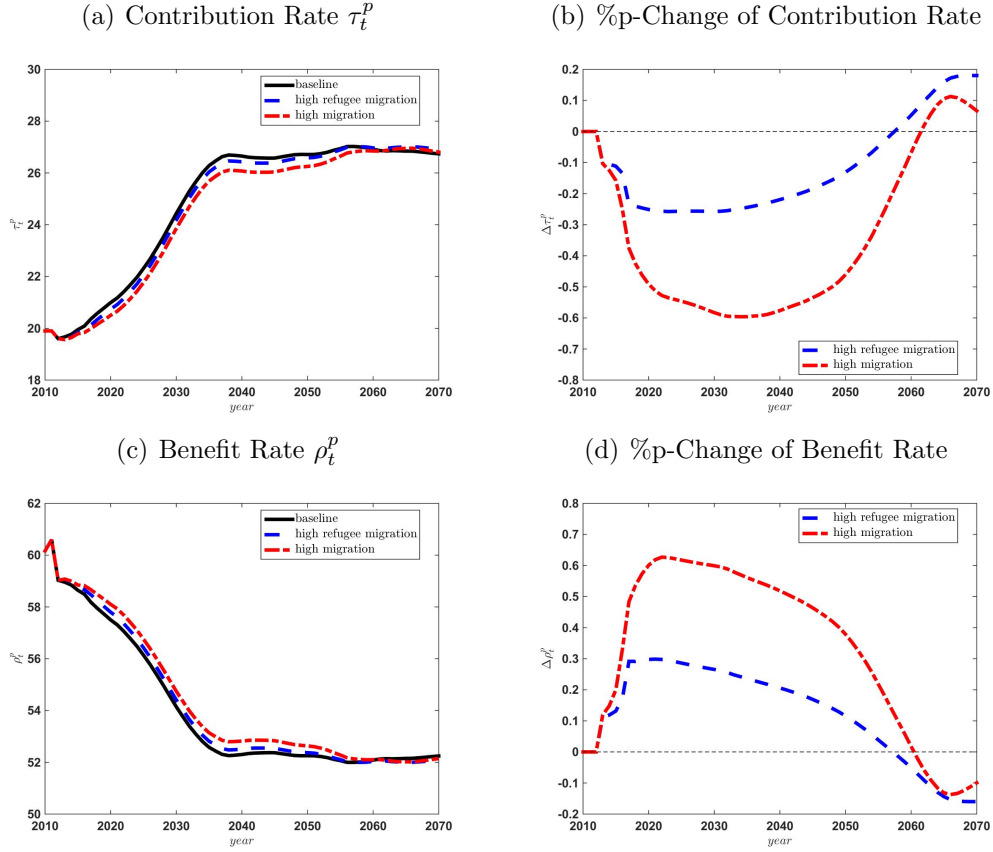 (a) Contribution Rate τ_t^p
30
28
26
24
22
20
18
τ_t^p
baseline
high refugee migration
high migration
2010 2020 2030 2040 2050 2060 2070
year
(b) %p-Change of Contribution Rate
0.2
0.1
0
-0.1
-0.2
-0.3
-0.4
-0.5
-0.6
-0.7
-0.8
Δτ_t^p
high refugee migration
high migration
2010 2020 2030 2040 2050 2060 2070
year
(c) Benefit Rate ρ_t^p
62
60
58
56
54
52
50
ρ_t^p
baseline
high refugee migration
high migration
2010 2020 2030 2040 2050 2060 2070
year
(d) %p-Change of Benefit Rate
0.8
0.7
0.6
0.5
0.4
0.3
0.2
0.1
0
-0.1
-0.2
Δρ_t^p
high refugee migration
high migration
2010 2020 2030 2040 2050 2060 2070
year